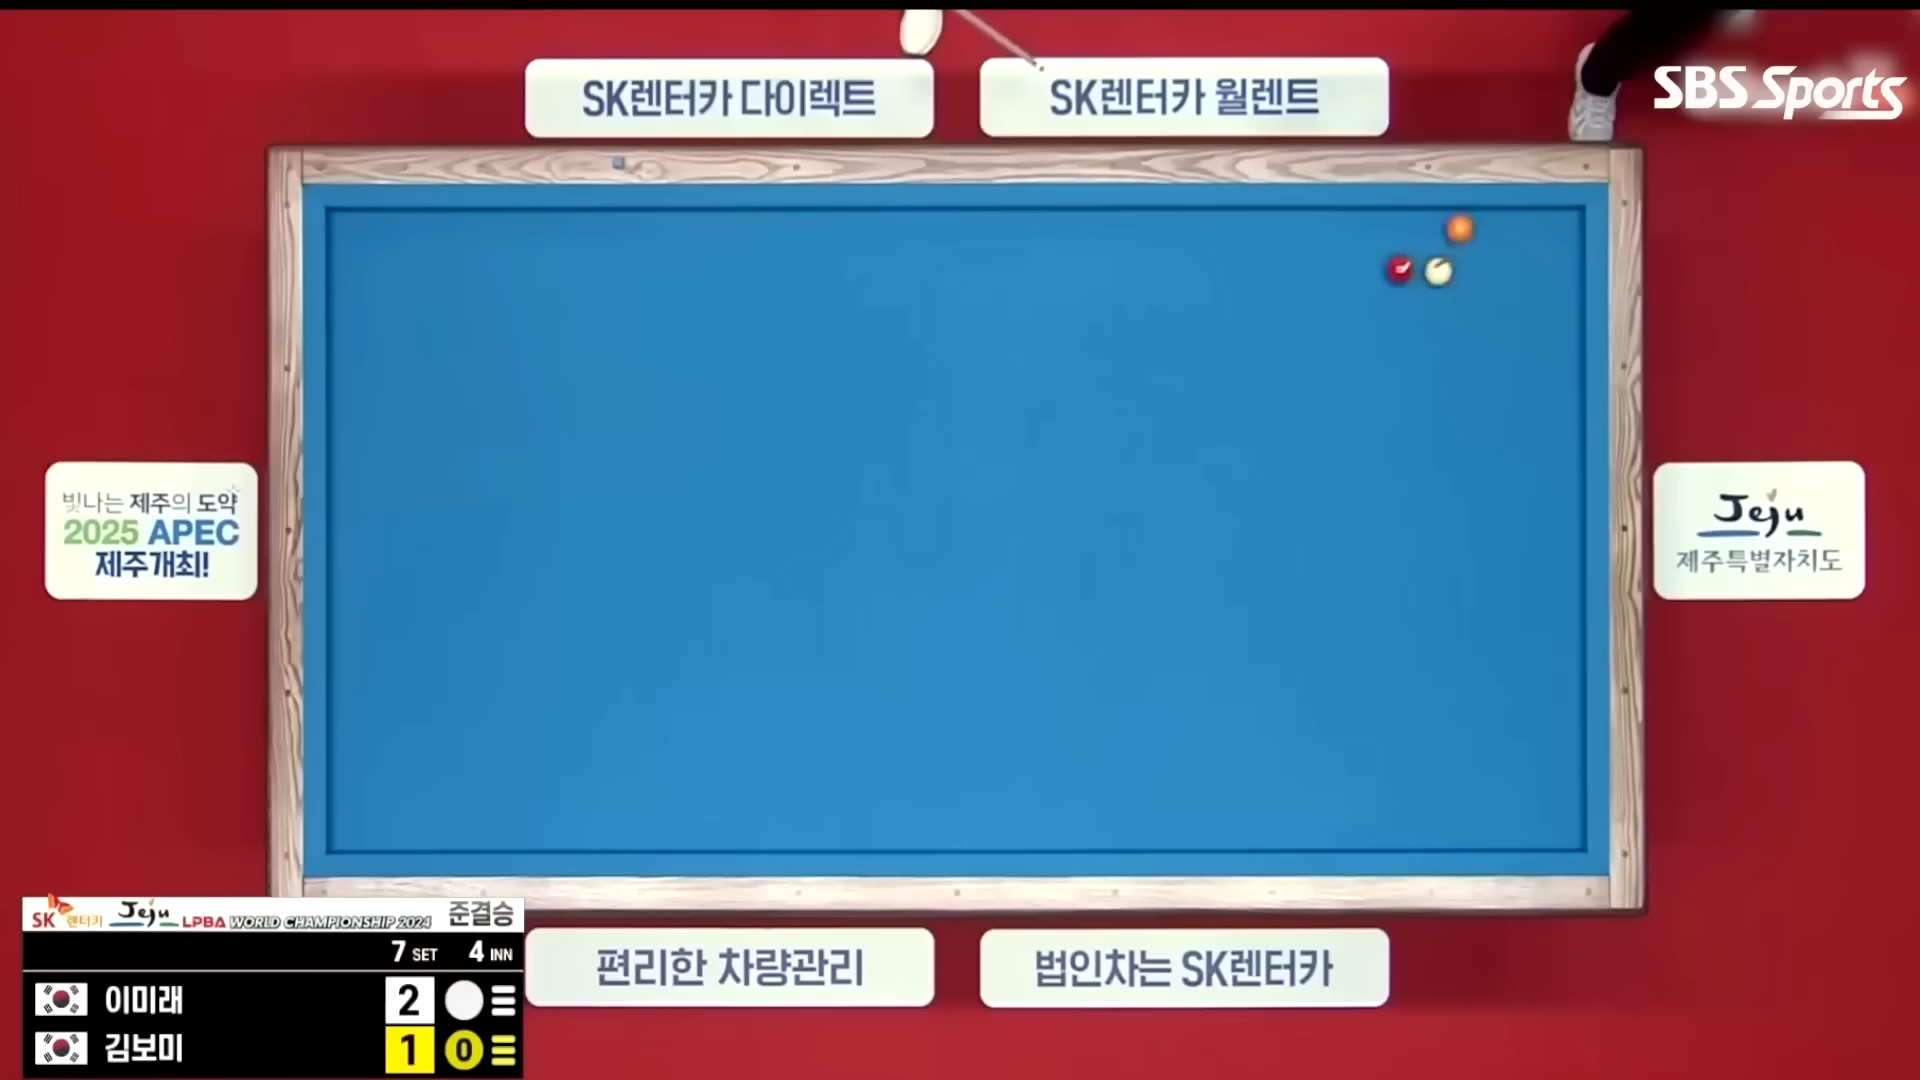 SBS Sports
SK렌터카 다이렉트
SK렌터카 월렌트
빛나는 제주의 도약
2025 APEC
제주개최!
Jeju
제주특별자치도
편리한 차량관리
법인차는 SK렌터카
SK 렌터카 Jeju LPBA WORLD CHAMPIONSHIP 2024 준결승
7 SET 4 INN
이미래 2
김보미 1 0